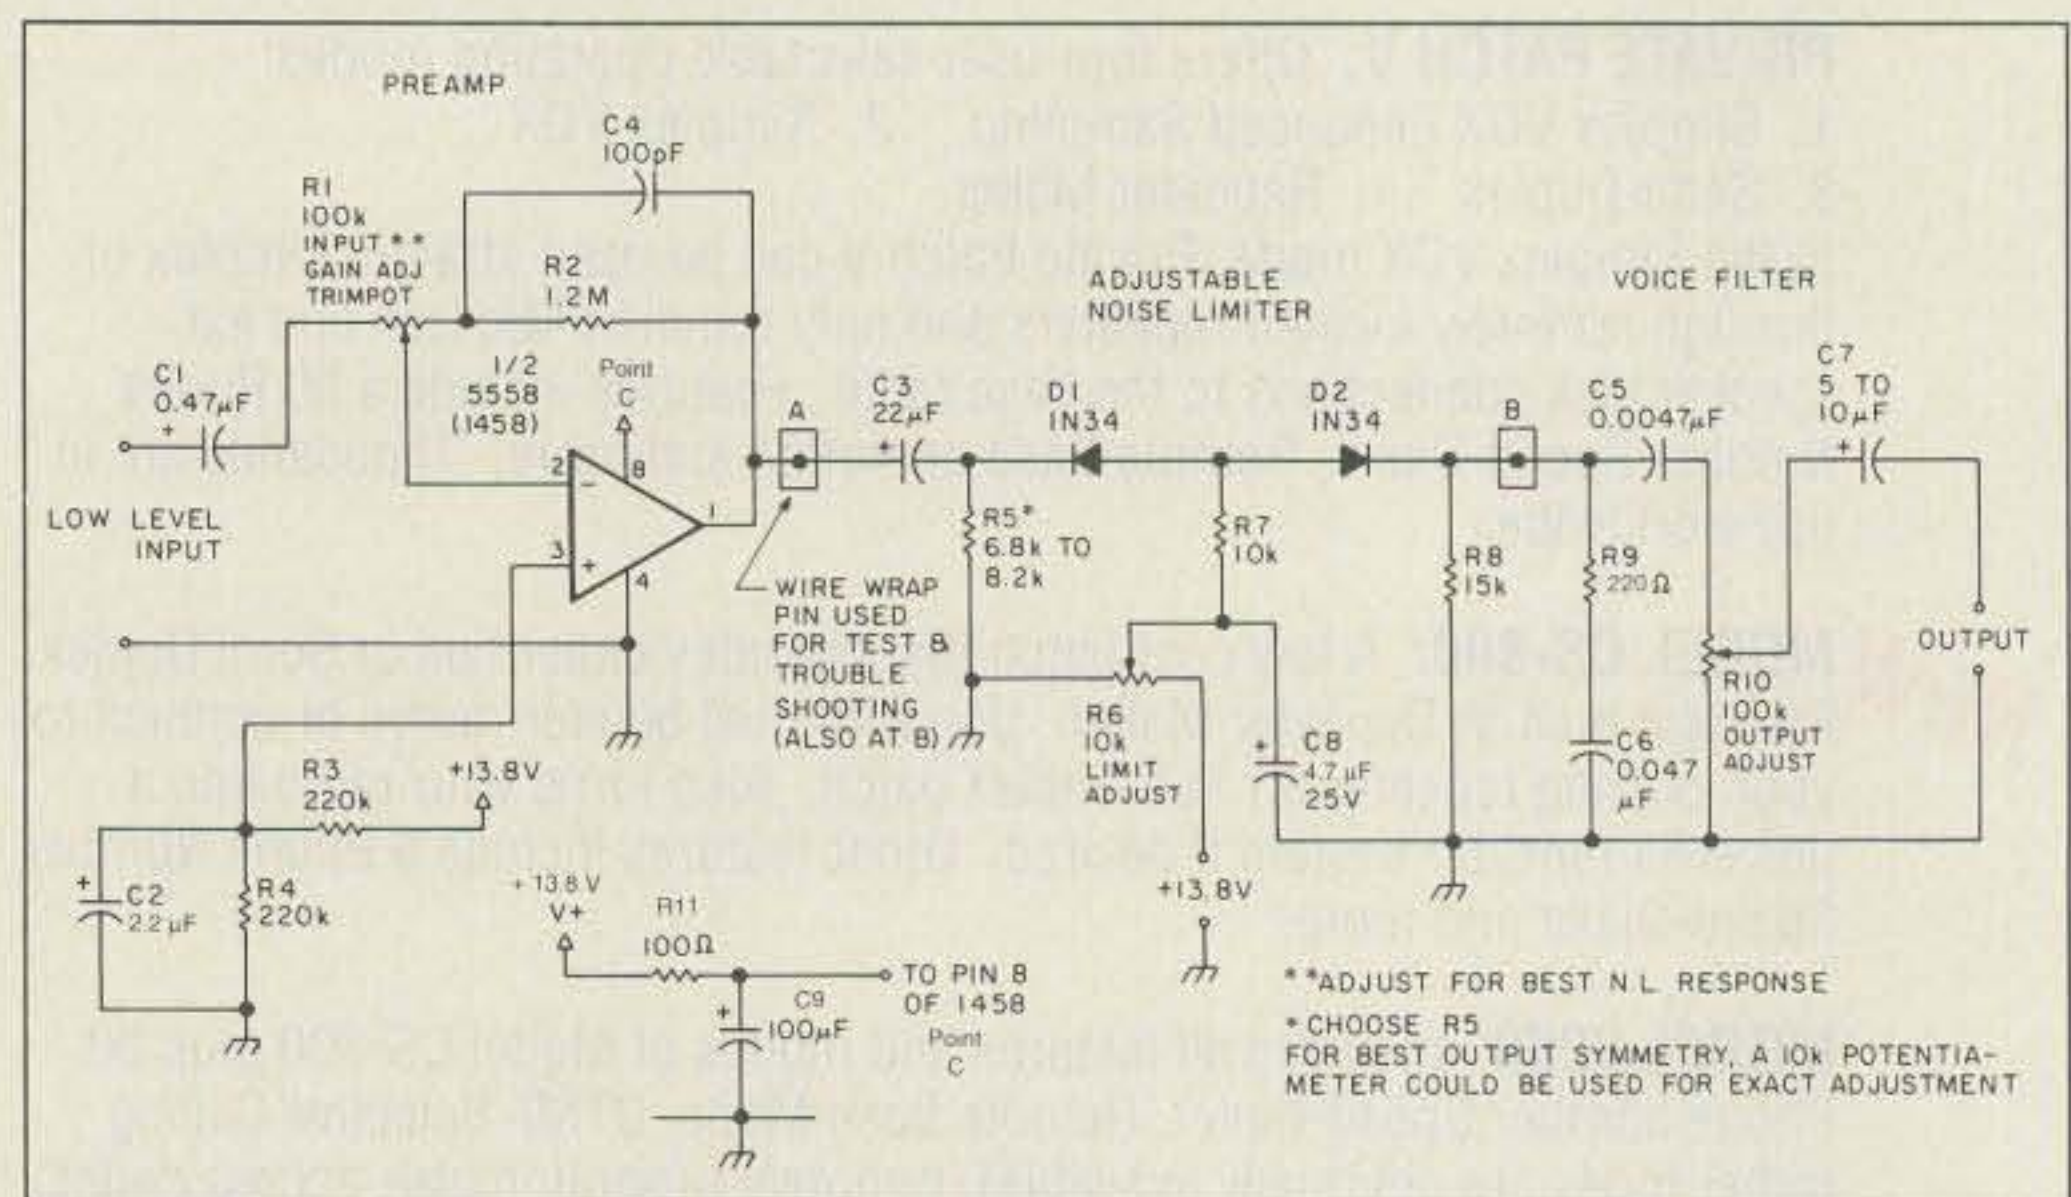 PREAMP
C4
100pF
R1
100k
INPUT **
GAIN ADJ
TRIMPOT
R2
1.2M
ADJUSTABLE
NOISE LIMITER
VOICE FILTER
C1
0.47µF
+
1/2
5558
(1458)
Point
C
8
2
-
3
+
4
1
A
C3
22µF
+
D1
1N34
D2
1N34
B
C5
0.0047µF
C7
5 TO
10µF
+
LOW LEVEL
INPUT
WIRE WRAP
PIN USED
FOR TEST &
TROUBLE
SHOOTING
(ALSO AT B)
R5*
6.8k TO
8.2k
R7
10k
R8
15k
R9
220Ω
OUTPUT
R6
10k
LIMIT
ADJUST
+
C8
4.7µF
25V
C6
0.047
µF
R10
100k
OUTPUT
ADJUST
R3
220k
+13.8V
+
C2
2.2µF
R4
220k
+13.8V
V+
R11
100Ω
+
C9
100µF
TO PIN 8
OF 1458
Point
C
+13.8V
**ADJUST FOR BEST N L RESPONSE
*CHOOSE R5
FOR BEST OUTPUT SYMMETRY, A 10k POTENTIA-
METER COULD BE USED FOR EXACT ADJUSTMENT